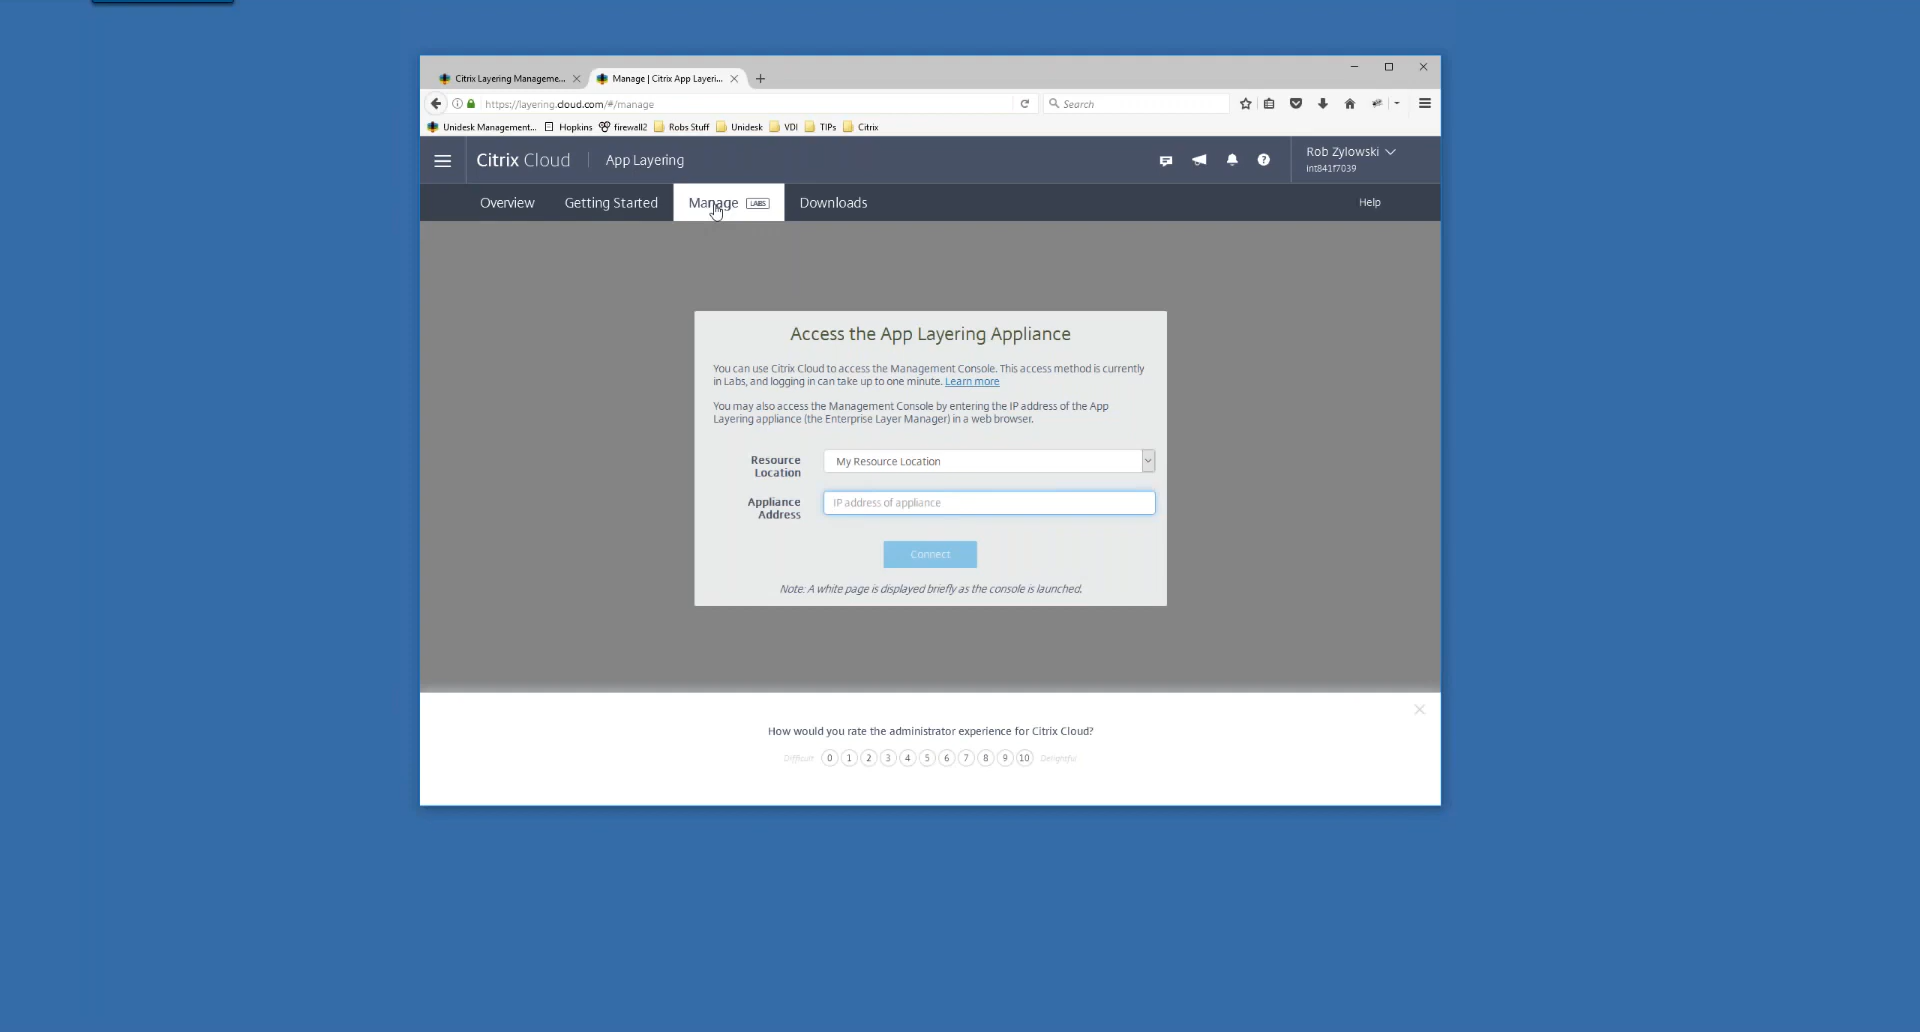 Citrix Layering Manageme...
Manage | Citrix App Layeri...
https://layering.cloud.com/#/manage
Search
Unidesk Management...
Hopkins
firewall2
Robs Stuff
Unidesk
VDI
TIPs
Citrix
Citrix Cloud
App Layering
Rob Zylowski
int841f7039
Overview
Getting Started
Manage
LABS
Downloads
Help
Access the App Layering Appliance
You can use Citrix Cloud to access the Management Console. This access method is currently
in Labs, and logging in can take up to one minute. Learn more
You may also access the Management Console by entering the IP address of the App
Layering appliance (the Enterprise Layer Manager) in a web browser.
Resource
Location
My Resource Location
Appliance
Address
IP address of appliance
Connect
Note: A white page is displayed briefly as the console is launched.
How would you rate the administrator experience for Citrix Cloud?
Difficult 0 1 2 3 4 5 6 7 8 9 10 Delightful